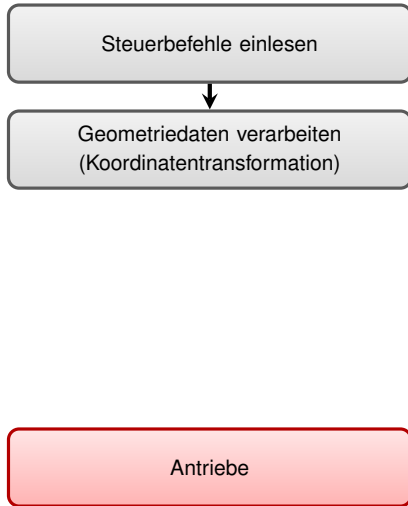 Steuerbefehle einlesen
Geometriedaten verarbeiten
(Koordinatentransformation)
Antriebe